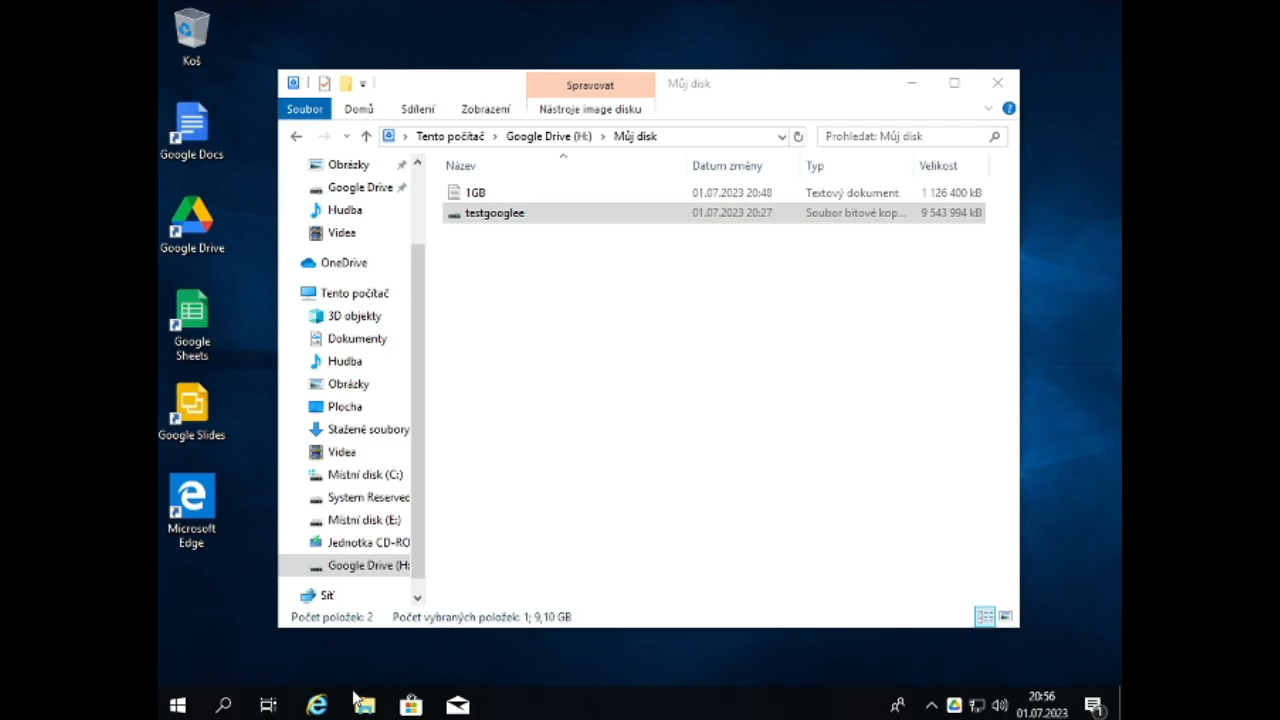 Koš
Google Docs
Google Drive
Google
Sheets
Google Slides
Microsoft
Edge
Spravovat
Můj disk
Soubor
Domů
Sdílení
Zobrazení
Nástroje image disku
Tento počítač > Google Drive (H:) > Můj disk
Prohledat: Můj disk
Název
Datum změny
Typ
Velikost
1GB
01.07.2023 20:48
Textový dokument
1 126 400 kB
testgooglee
01.07.2023 20:27
Soubor bitové kop...
9 543 994 kB
Obrázky
Google Drive
Hudba
Videa
OneDrive
Tento počítač
3D objekty
Dokumenty
Hudba
Obrázky
Plocha
Stažené soubory
Videa
Místní disk (C:)
System Reserved
Místní disk (E:)
Jednotka CD-RO
Google Drive (H:
Síť
Počet položek: 2
Počet vybraných položek: 1; 9,10 GB
20:56
01.07.2023
1